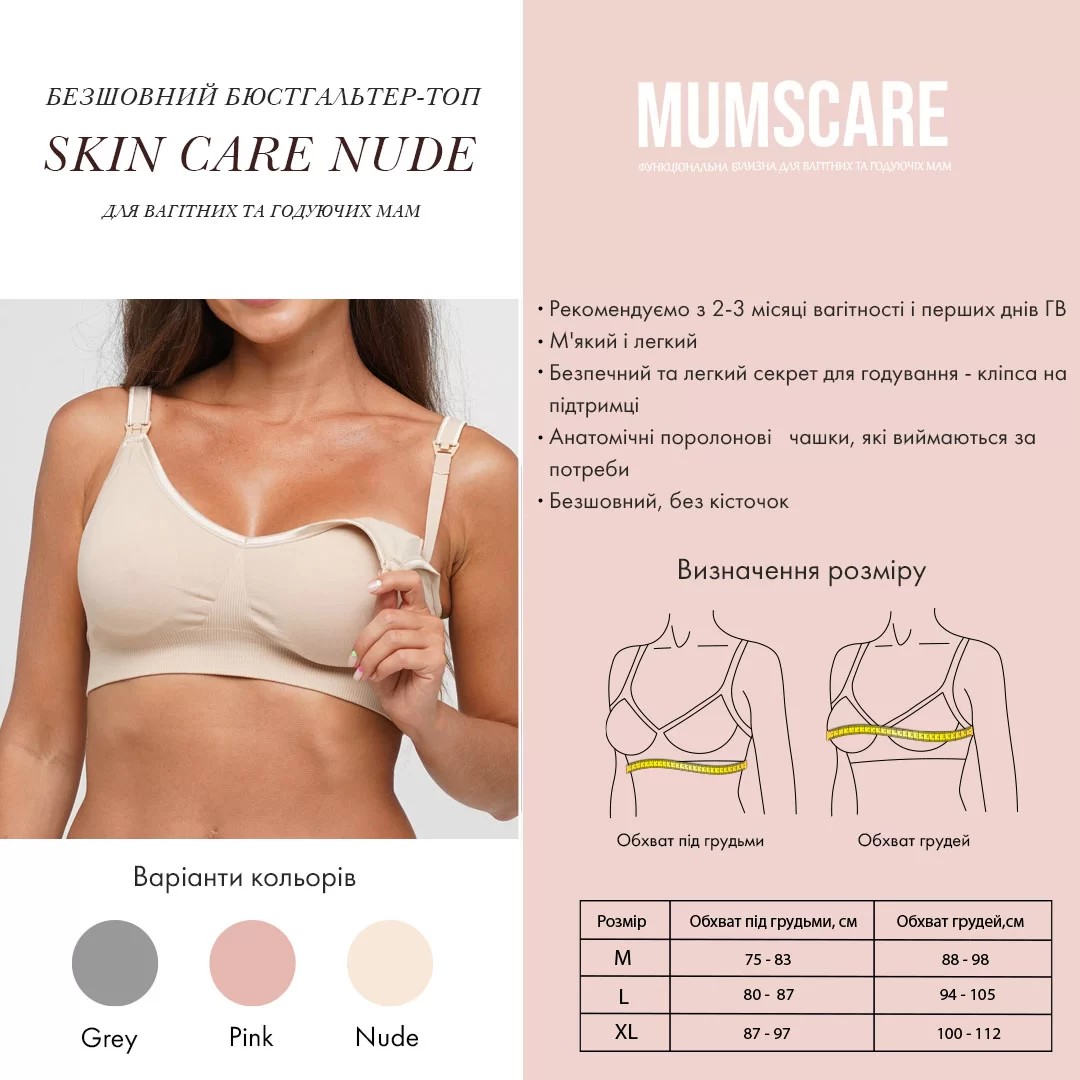 БЕЗШОВНИЙ БЮСТГАЛЬТЕР-ТОП
SKIN CARE NUDE
ДЛЯ ВАГІТНИХ ТА ГОДУЮЧИХ МАМ
MUMSCARE
ФУНКЦІОНАЛЬНА БІЛИЗНА ДЛЯ ВАГІТНИХ ТА ГОДУЮЧІХ МАМ
• Рекомендуємо з 2-3 місяці вагітності і перших днів ГВ
• М'який і легкий
• Безпечний та легкий секрет для годування - кліпса на
підтримці
• Анатомічні поролонові чашки, які виймаються за
потреби
• Безшовний, без кісточок
Визначення розміру
Обхват під грудьми
Обхват грудей
Варіанти кольорів
Grey
Pink
Nude
Розмір Обхват під грудьми, см Обхват грудей,см
M 75 - 83 88 - 98
L 80 - 87 94 - 105
XL 87 - 97 100 - 112